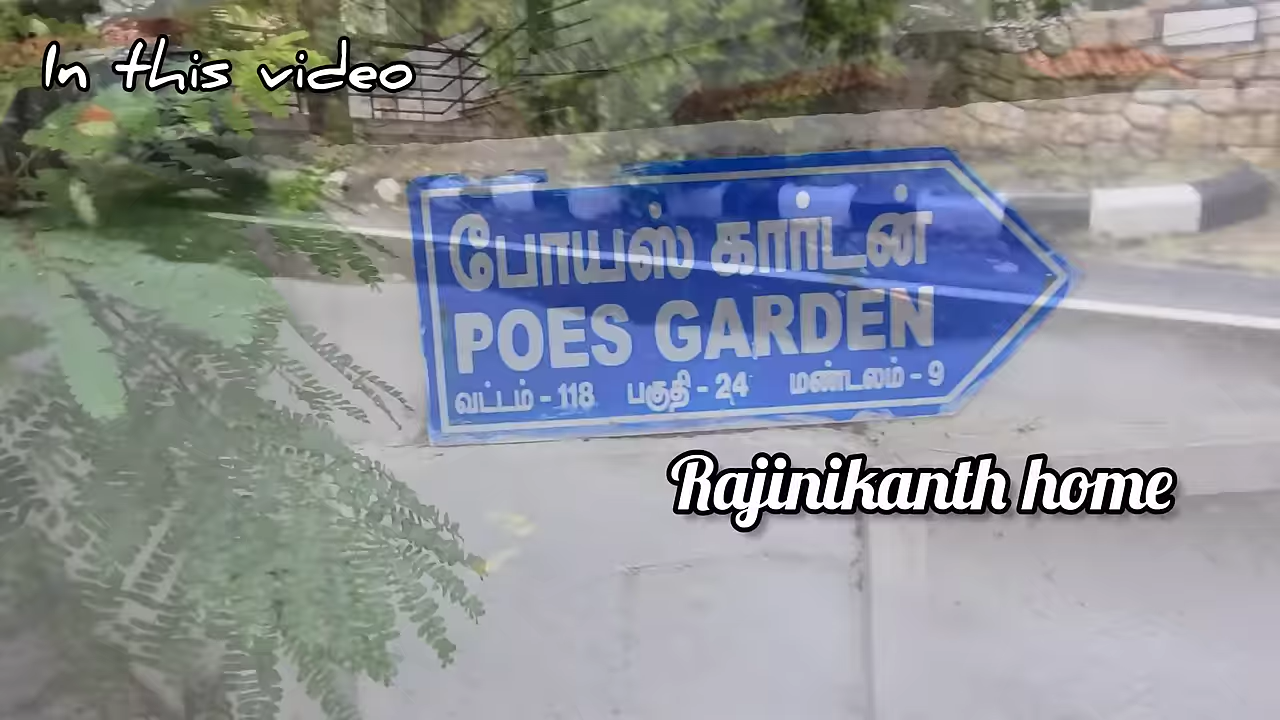 In this video
போயஸ் கார்டன்
POES GARDEN
வட்டம் - 118 பகுதி - 24 மண்டலம் - 9
Rajinikanth home